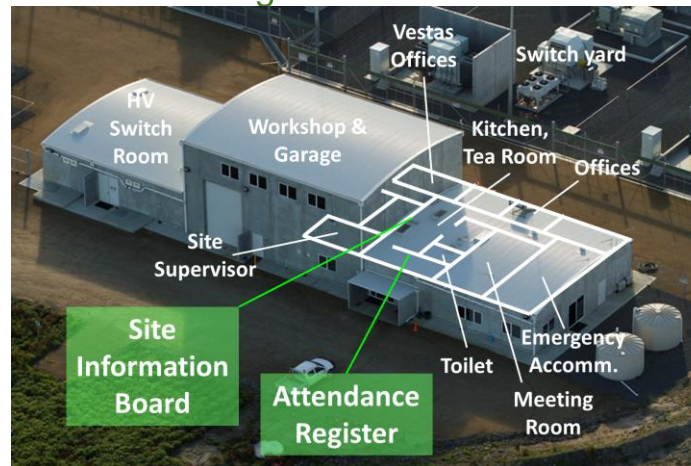 Vestas
Offices
Switch yard
HV
Switch
Room
Workshop &
Garage
Kitchen,
Tea Room
Offices
Site
Supervisor
Site
Information
Board
Attendance
Register
Toilet
Meeting
Room
Emergency
Accomm.